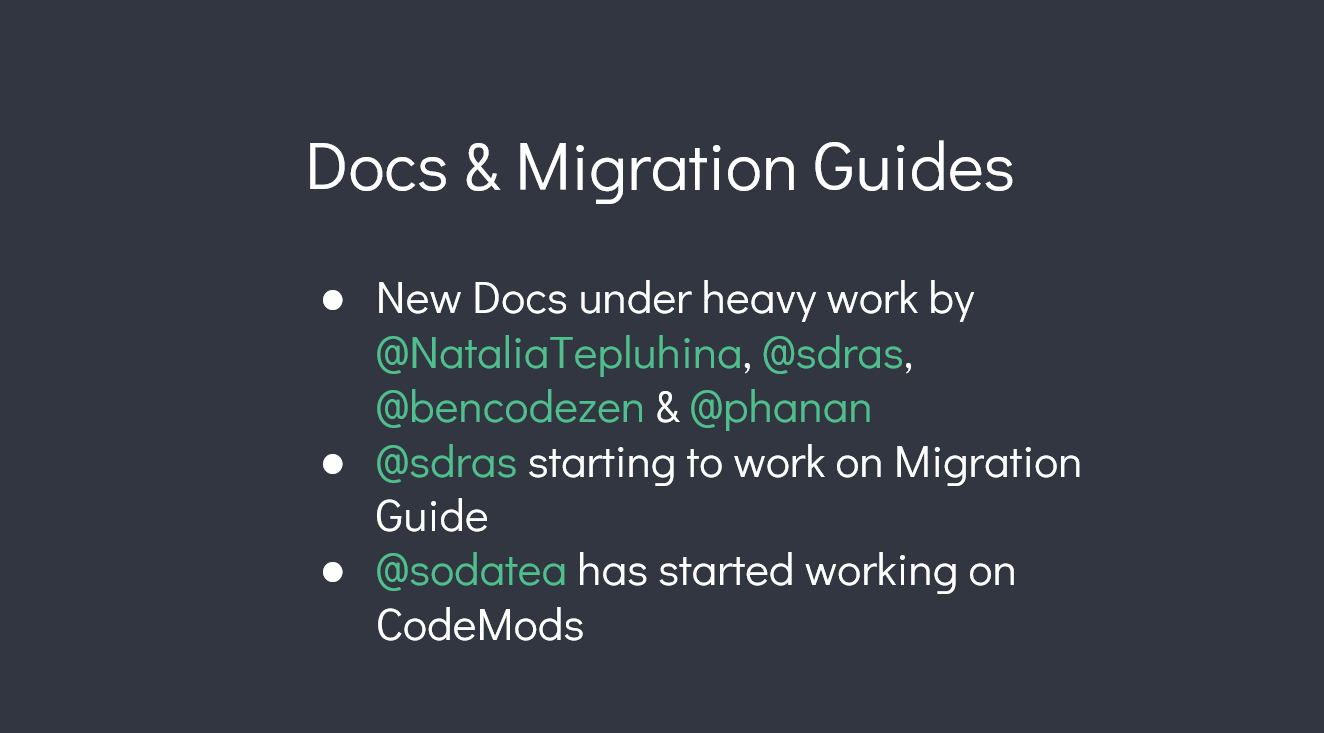 Docs & Migration Guides
● New Docs under heavy work by
@NataliaTepluhina, @sdras,
@bencodezen & @phanan
● @sdras starting to work on Migration
Guide
● @sodatea has started working on
CodeMods